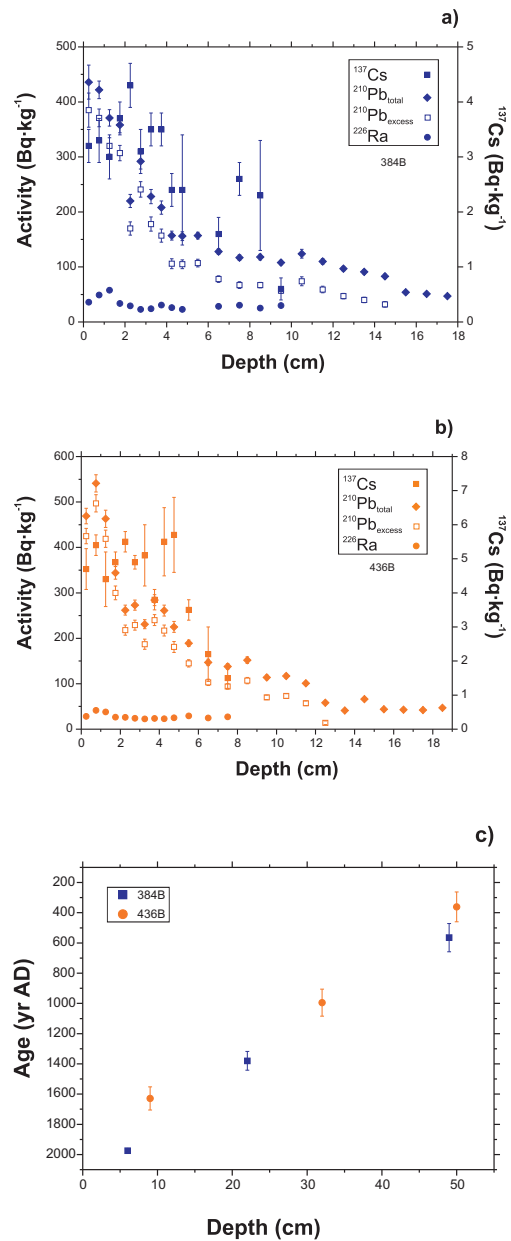 a)
500
400
300
200
100
0
Activity (Bq·kg⁻¹)
5
4
3
2
1
0
¹³⁷Cs (Bq·kg⁻¹)
¹³⁷Cs
²¹⁰Pbtotal
²¹⁰Pbexcess
²²⁶Ra
384B
0 2 4 6 8 10 12 14 16 18
Depth (cm)
b)
600
500
400
300
200
100
0
Activity (Bq·kg⁻¹)
8
7
6
5
4
3
2
1
0
¹³⁷Cs (Bq·kg⁻¹)
¹³⁷Cs
²¹⁰Pbtotal
²¹⁰Pbexcess
²²⁶Ra
436B
0 2 4 6 8 10 12 14 16 18
Depth (cm)
c)
200
400
600
800
1000
1200
1400
1600
1800
2000
Age (yr AD)
384B
436B
0 10 20 30 40 50
Depth (cm)